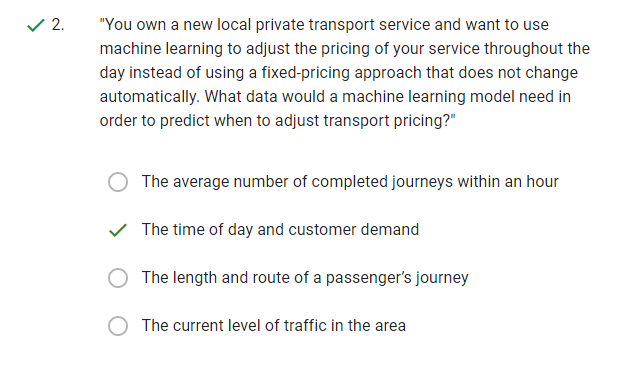 2. "You own a new local private transport service and want to use
machine learning to adjust the pricing of your service throughout the
day instead of using a fixed-pricing approach that does not change
automatically. What data would a machine learning model need in
order to predict when to adjust transport pricing?"
The average number of completed journeys within an hour
The time of day and customer demand
The length and route of a passenger's journey
The current level of traffic in the area